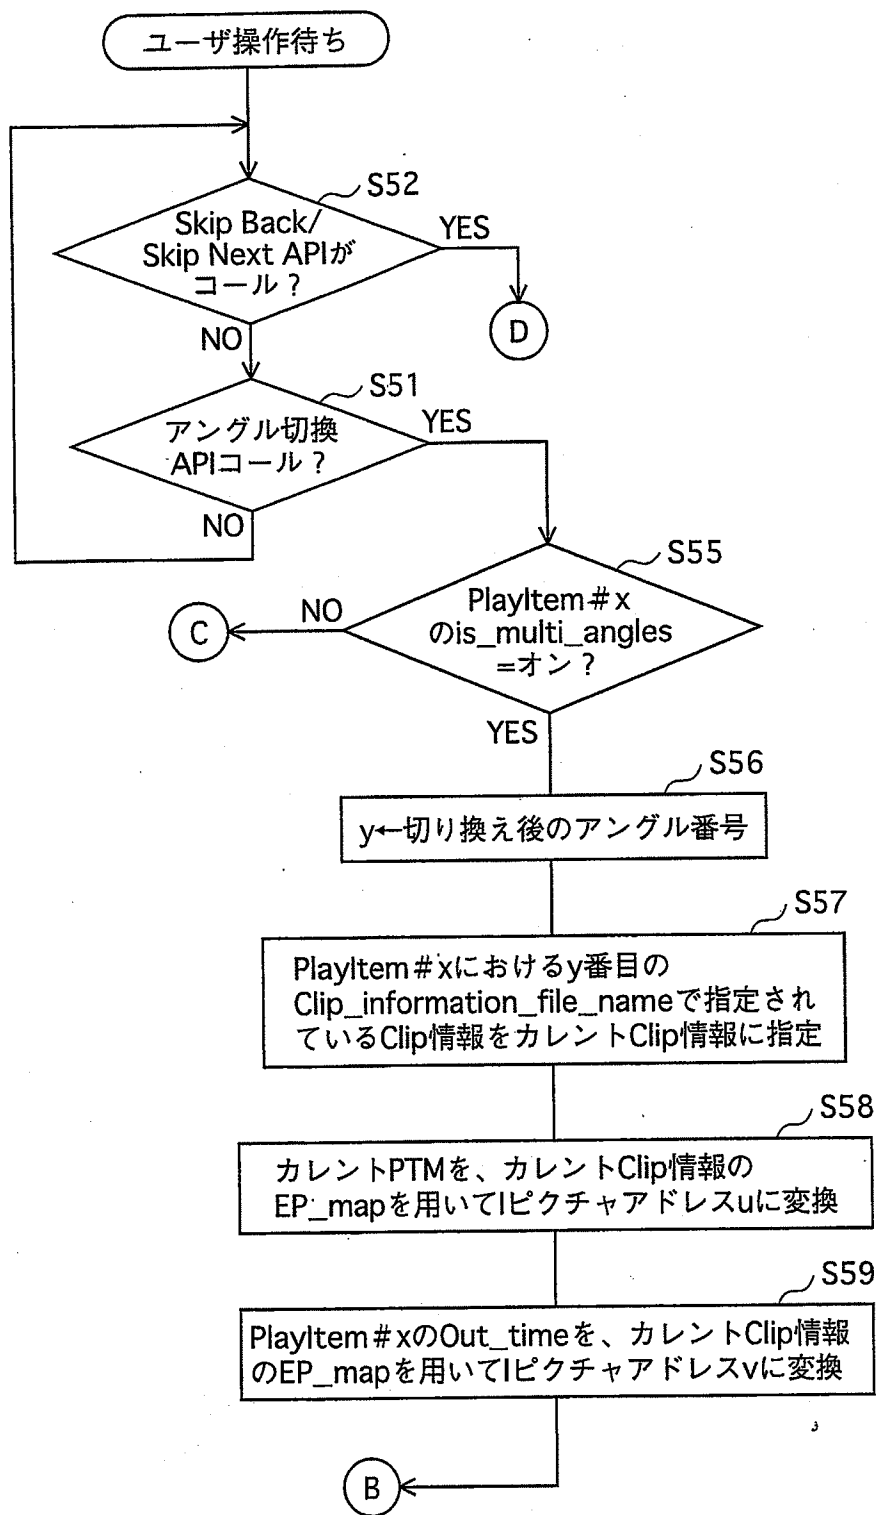 ユーザ操作待ち
S52
Skip Back/
Skip Next APIが
コール？
YES
D
NO
S51
アングル切換
APIコール？
YES
NO
S55
PlayItem＃x
のis_multi_angles
=オン？
NO
C
YES
S56
y←切り換え後のアングル番号
S57
PlayItem＃xにおけるy番目の
Clip_information_file_nameで指定され
ているClip情報をカレントClip情報に指定
S58
カレントPTMを、カレントClip情報の
EP_mapを用いてIピクチャアドレスuに変換
S59
PlayItem＃xのOut_timeを、カレントClip情報
のEP_mapを用いてIピクチャアドレスvに変換
B